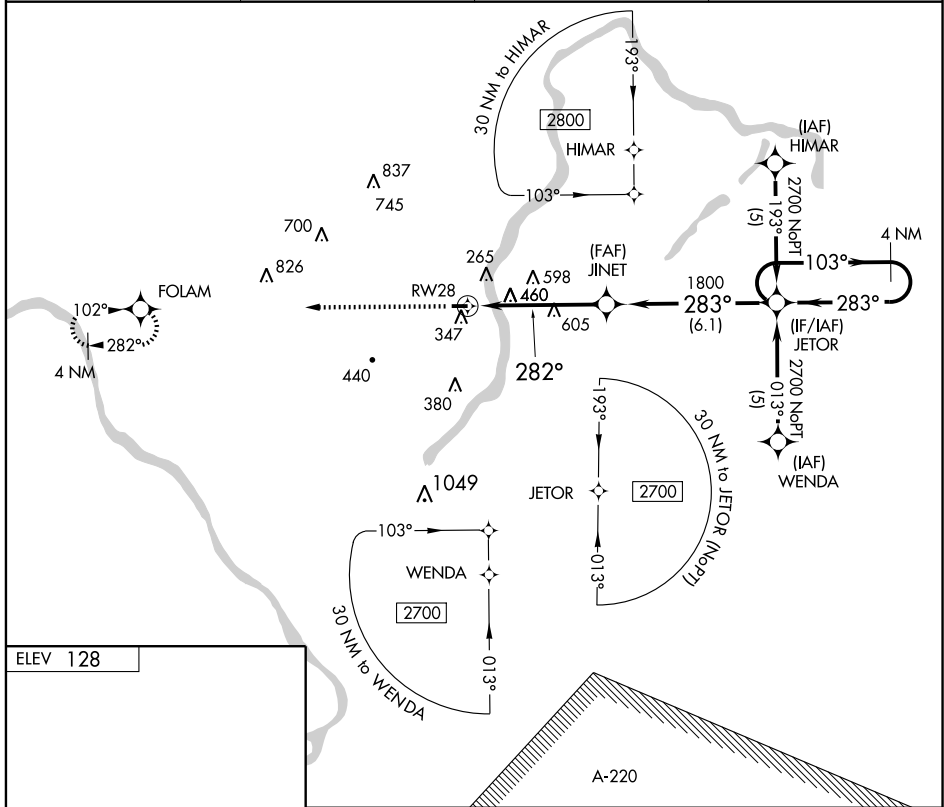 30 NM to HIMAR
193°
2800
HIMAR
103°
(IAF)
HIMAR
2700 NoPT
193°
(5)
4 NM
103°
837
745
700
826
265
598
(FAF)
JINET
RW28
460
605
347
1800
283°
(6.1)
283°
(IF/IAF)
JETOR
102°
FOLAM
282°
4 NM
440
380
282°
2700 NoPT
013°
(5)
(IAF)
WENDA
193°
30 NM to JETOR (NoPT)
JETOR
2700
013°
1049
103°
WENDA
2700
30 NM to WENDA
013°
ELEV 128
A-220